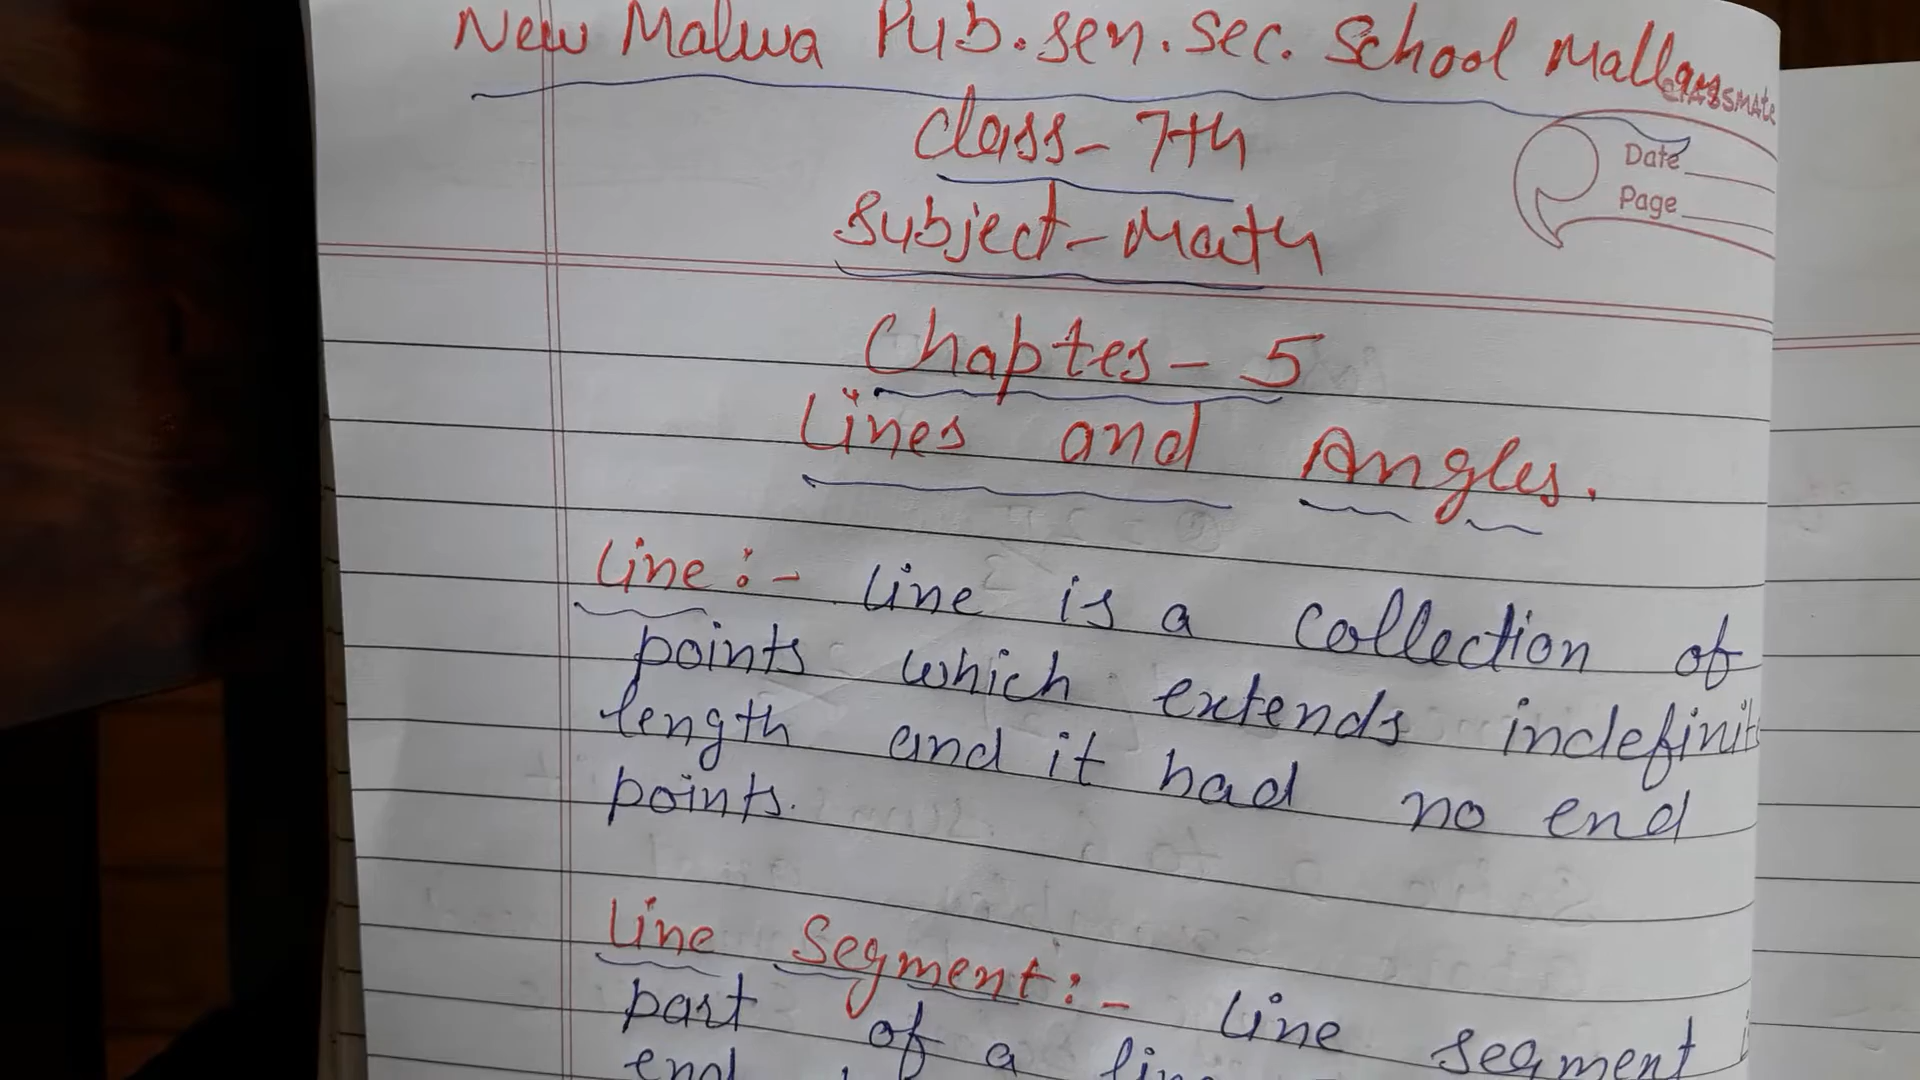 New Malwa Pub. sen. sec. School Mallan
CLASSMATE
Class - 7th
Date
Subject - Math
Page
Chapter - 5
Lines and Angles.
Line :- Line is a collection of
points which extends
length and it had no end
points.
Line Segment :- Line segment
part of a
end